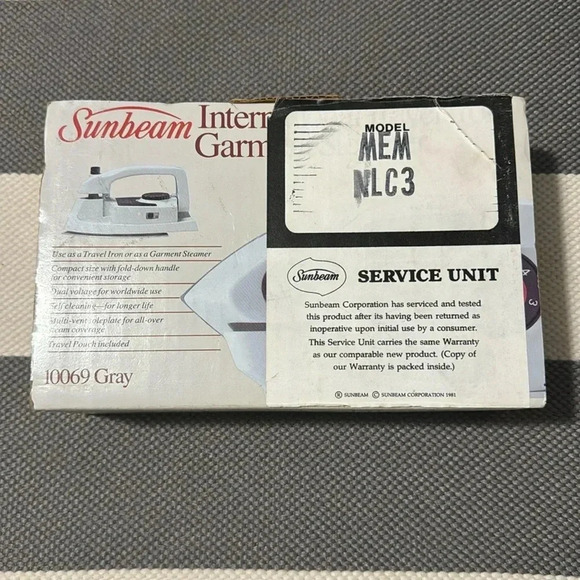 Sunbeam
Intern
Garm
Use as a Travel Iron or as a Garment Steamer
Compact size with fold-down handle
for convenient storage
Dual voltage for worldwide use
Self cleaning—for longer life
Multi-vent soleplate for all-over
steam coverage
Travel Pouch included
10069 Gray
MODEL
MEM
NLC3
Sunbeam SERVICE UNIT
Sunbeam Corporation has serviced and tested
this product after its having been returned as
inoperative upon initial use by a consumer.
This Service Unit carries the same Warranty
as our comparable new product. (Copy of
our Warranty is packed inside.)
® SUNBEAM © SUNBEAM CORPORATION 1981
3